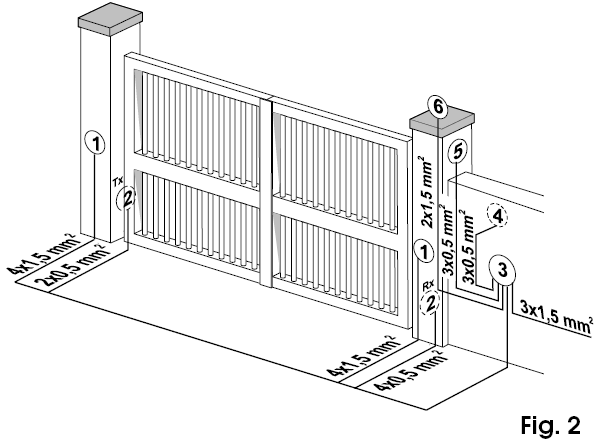 6
1
5
Tx
2
2x1,5 mm²
4
3x0,5 mm²
3x0,5 mm²
1
3
4x1,5 mm²
2x0,5 mm²
Rx
2
3x1,5 mm²
4x1,5 mm²
4x0,5 mm²
Fig. 2